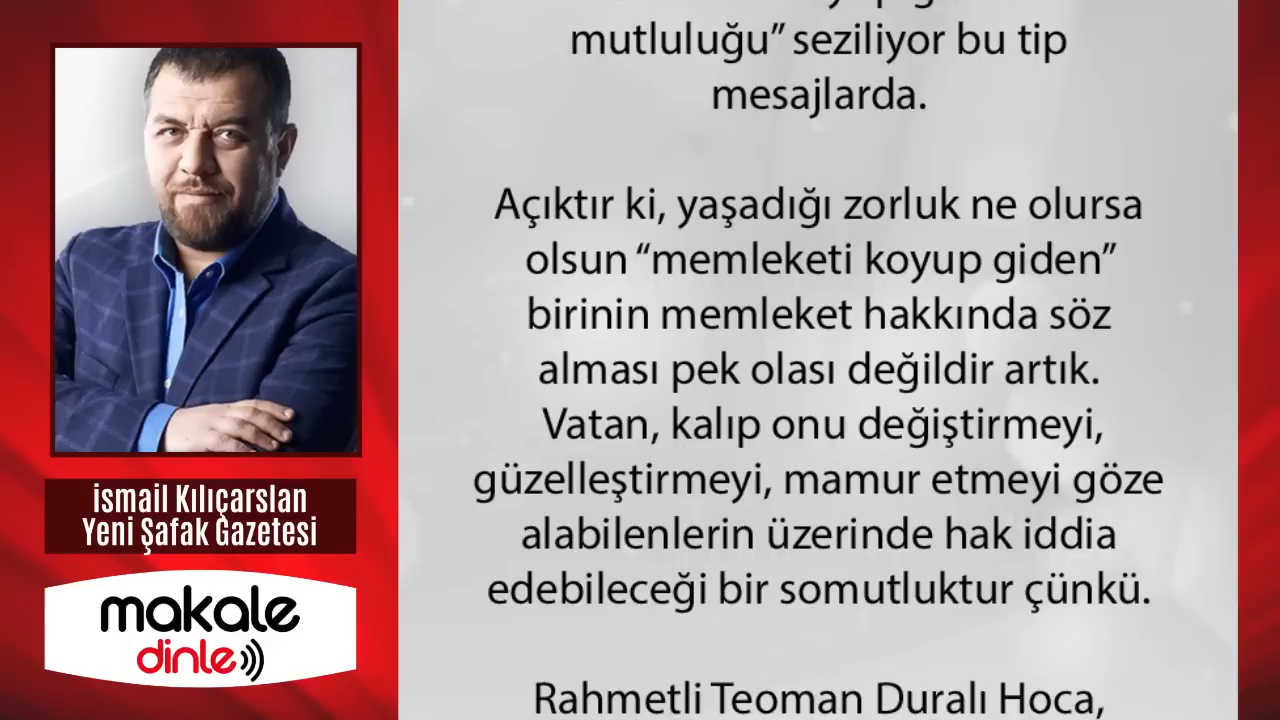 mutluluğu” seziliyor bu tip
mesajlarda.
Açıktır ki, yaşadığı zorluk ne olursa
olsun “memleketi koyup giden”
birinin memleket hakkında söz
alması pek olası değildir artık.
Vatan, kalıp onu değiştirmeyi,
güzelleştirmeyi, mamur etmeyi göze
alabilenlerin üzerinde hak iddia
edebileceği bir somutluktur çünkü.
Rahmetli Teoman Duralı Hoca,
ismail Kılıçarslan
Yeni Şafak Gazetesi
makale
dinle